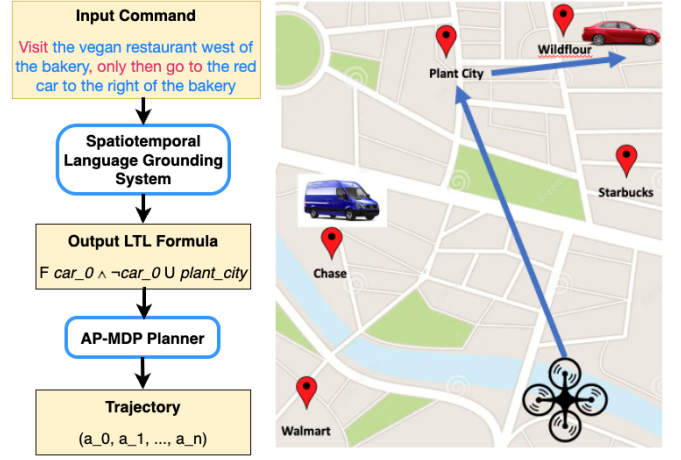 Input Command
Visit the vegan restaurant west of
the bakery, only then go to the red
car to the right of the bakery
Spatiotemporal
Language Grounding
System
Output LTL Formula
F car_0 ∧ ¬car_0 U plant_city
AP-MDP Planner
Trajectory
(a_0, a_1, ..., a_n)
Wildflour
Plant City
Starbucks
Chase
Walmart